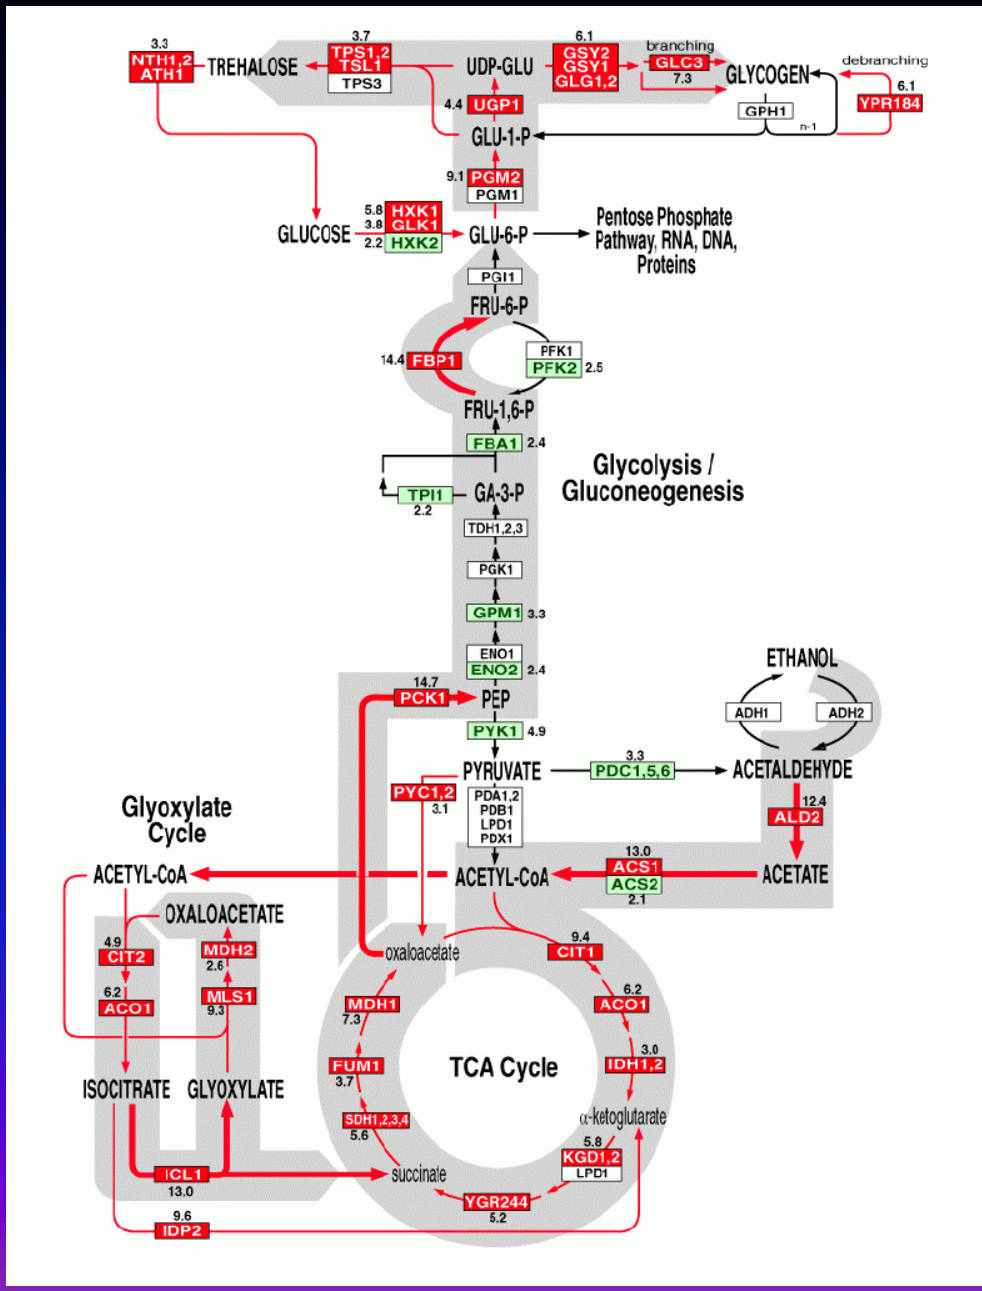 3.3
NTH1,2
ATH1
TREHALOSE
3.7
TPS1,2
TSL1
TPS3
UDP-GLU
6.1
GSY2
GSY1
GLG1,2
branching
GLC3
7.3
GLYCOGEN
debranching
6.1
YPR184
GPH1
n-1
4.4 UGP1
GLU-1-P
9.1 PGM2
PGM1
GLUCOSE
5.8 HXK1
3.8 GLK1
2.2 HXK2
GLU-6-P
Pentose Phosphate
Pathway, RNA, DNA,
Proteins
PGI1
FRU-6-P
14.4 FBP1
PFK1
PFK2 2.5
FRU-1,6-P
FBA1 2.4
Glycolysis /
Gluconeogenesis
TPI1
2.2
GA-3-P
TDH1,2,3
PGK1
GPM1 3.3
ENO1
ENO2 2.4
14.7
PCK1
PEP
PYK1 4.9
ETHANOL
ADH1
ADH2
PYRUVATE
3.3
PDC1,5,6
ACETALDEHYDE
PYC1,2
3.1
PDA1,2
PDB1
LPD1
PDX1
12.4
ALD2
Glyoxylate
Cycle
ACETYL-CoA
ACETYL-CoA
13.0
ACS1
ACS2
2.1
ACETATE
OXALOACETATE
4.9
CIT2
MDH2
2.6
oxaloacetate
9.4
CIT1
6.2
ACO1
MLS1
9.3
MDH1
7.3
6.2
ACO1
TCA Cycle
FUM1
3.7
3.0
IDH1,2
ISOCITRATE
GLYOXYLATE
SDH1,2,3,4
5.6
α-ketoglutarate
5.8
KGD1,2
LPD1
ICL1
13.0
succinate
YGR244
5.2
9.6
IDP2